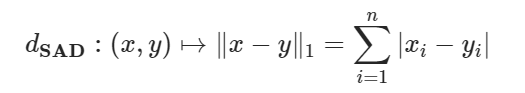 d_SAD : (x, y) ↦ ‖x − y‖₁ = ∑_{i=1}^{n} |x_i − y_i|